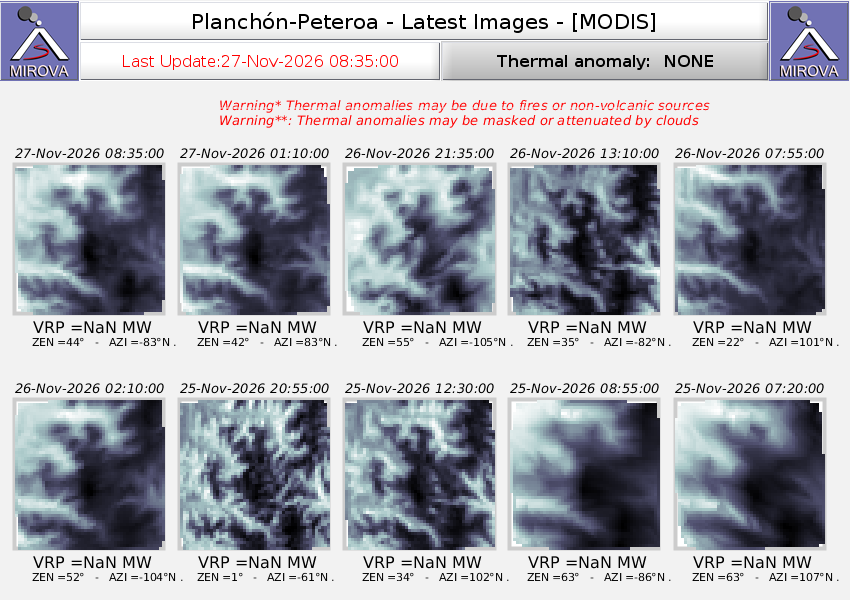 Planchón-Peteroa - Latest Images - [MODIS]
MIROVA
Last Update:27-Nov-2026 08:35:00
Thermal anomaly: NONE
MIROVA
Warning* Thermal anomalies may be due to fires or non-volcanic sources
Warning**: Thermal anomalies may be masked or attenuated by clouds
27-Nov-2026 08:35:00 27-Nov-2026 01:10:00 26-Nov-2026 21:35:00 26-Nov-2026 13:10:00 26-Nov-2026 07:55:00
VRP =NaN MW VRP =NaN MW VRP =NaN MW VRP =NaN MW VRP =NaN MW
ZEN =44° - AZI =-83°N . ZEN =42° - AZI =83°N . ZEN =55° - AZI =-105°N . ZEN =35° - AZI =-82°N . ZEN =22° - AZI =101°N .
26-Nov-2026 02:10:00 25-Nov-2026 20:55:00 25-Nov-2026 12:30:00 25-Nov-2026 08:55:00 25-Nov-2026 07:20:00
VRP =NaN MW VRP =NaN MW VRP =NaN MW VRP =NaN MW VRP =NaN MW
ZEN =52° - AZI =-104°N . ZEN =1° - AZI =-61°N . ZEN =34° - AZI =102°N . ZEN =63° - AZI =-86°N . ZEN =63° - AZI =107°N .